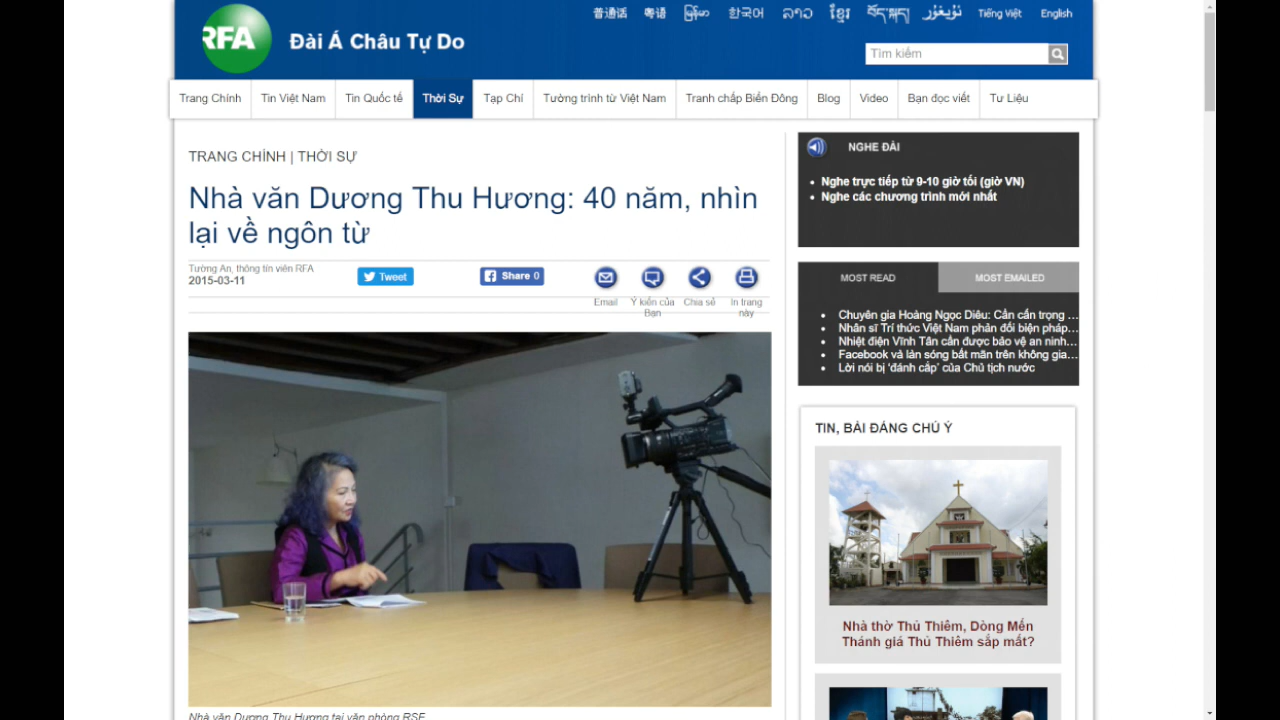 普通话 粤语 မြန်မာ 한국어 ລາວ ខ្មែរ བོད་སྐད། ئۇيغۇر Tiếng Việt English
RFA Đài Á Châu Tự Do
Tìm kiếm
Trang Chính Tin Việt Nam Tin Quốc tế Thời Sự Tạp Chí Tường trình từ Việt Nam Tranh chấp Biển Đông Blog Video Bạn đọc viết Tư Liệu
TRANG CHÍNH | THỜI SỰ
Nhà văn Dương Thu Hương: 40 năm, nhìn
lại về ngôn từ
Tường An, thông tín viên RFA
2015-03-11
Tweet
Share 0
Email
Ý kiến của
Bạn
Chia sẻ
In trang
này
Nhà văn Dương Thu Hương tại văn phòng RSF
NGHE ĐÀI
Nghe trực tiếp từ 9-10 giờ tối (giờ VN)
Nghe các chương trình mới nhất
MOST READ MOST EMAILED
Chuyên gia Hoàng Ngọc Diêu: Cần cẩn trọng ...
Nhân sĩ Trí thức Việt Nam phản đối biện pháp...
Nhiệt điện Vĩnh Tân cần được bảo vệ an ninh...
Facebook và làn sóng bất mãn trên không gia...
Lời nói bị ‘đánh cắp’ của Chủ tịch nước
TIN, BÀI ĐÁNG CHÚ Ý
Nhà thờ Thủ Thiêm, Dòng Mến
Thánh giá Thủ Thiêm sắp mất?